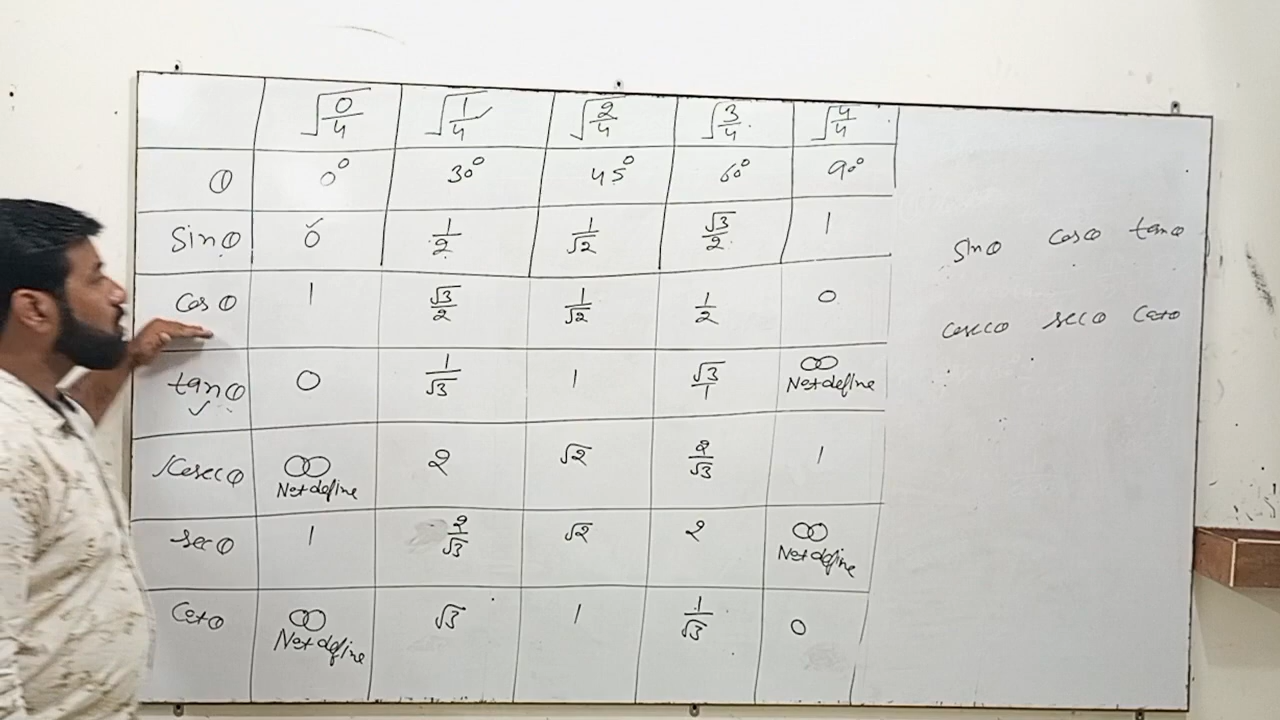 √0/4 √1/4 √2/4 √3/4 √4/4
θ 0° 30° 45° 60° 90°
Sinθ 0 1/2 1/√2 √3/2 1
Cosθ 1 √3/2 1/√2 1/2 0
tanθ 0 1/√3 1 √3/1 ∞ Not define
Cosecθ ∞ Not define 2 √2 2/√3 1
secθ 1 2/√3 √2 2 ∞ Not define
Cotθ ∞ Not define √3 1 1/√3 0
Sinθ Cosθ tanθ
Cosecθ secθ Cotθ